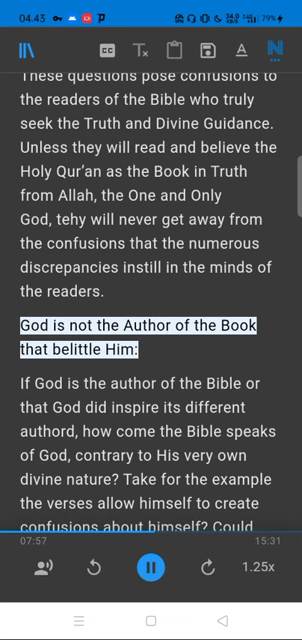 04.43
79%
CC
These questions pose confusions to
the readers of the Bible who truly
seek the Truth and Divine Guidance.
Unless they will read and believe the
Holy Qur'an as the Book in Truth
from Allah, the One and Only
God, tehy will never get away from
the confusions that the numerous
discrepancies instill in the minds of
the readers.
God is not the Author of the Book
that belittle Him:
If God is the author of the Bible or
that God did inspire its different
authord, how come the Bible speaks
of God, contrary to His very own
divine nature? Take for the example
the verses allow himself to create
confusions about himself? Could
07:57
15:31
1.25x